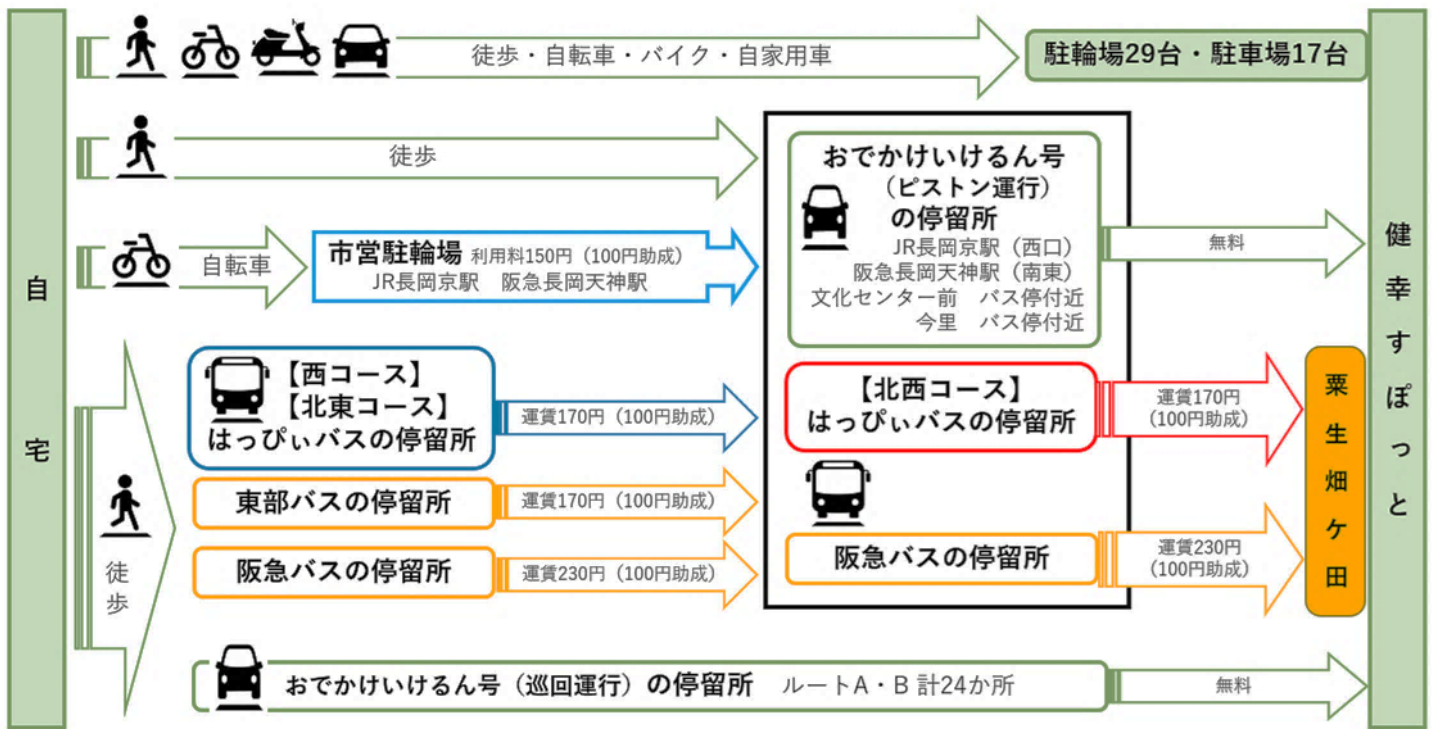 自宅
徒歩・自転車・バイク・自家用車
駐輪場29台・駐車場17台
徒歩
自転車
市営駐輪場 利用料150円（100円助成）
JR長岡京駅　阪急長岡天神駅
おでかけいけるん号
（ピストン運行）
の停留所
JR長岡京駅（西口）
阪急長岡天神駅（南東）
文化センター前　バス停付近
今里　バス停付近
無料
徒歩
【西コース】
【北東コース】
はっぴぃバスの停留所
運賃170円（100円助成）
東部バスの停留所
運賃170円（100円助成）
阪急バスの停留所
運賃230円（100円助成）
【北西コース】
はっぴぃバスの停留所
運賃170円
（100円助成）
阪急バスの停留所
運賃230円
（100円助成）
粟生畑ケ田
おでかけいけるん号（巡回運行）の停留所　ルートA・B 計24か所
無料
健幸すぽっと